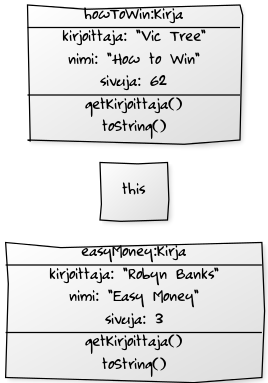 howToWin:Kirja
kirjoittaja: "Vic Tree"
nimi: "How to Win"
sivuja: 62
getKirjoittaja()
toString()
this
easyMoney:Kirja
kirjoittaja: "Robyn Banks"
nimi: "Easy Money"
sivuja: 3
getKirjoittaja()
toString()